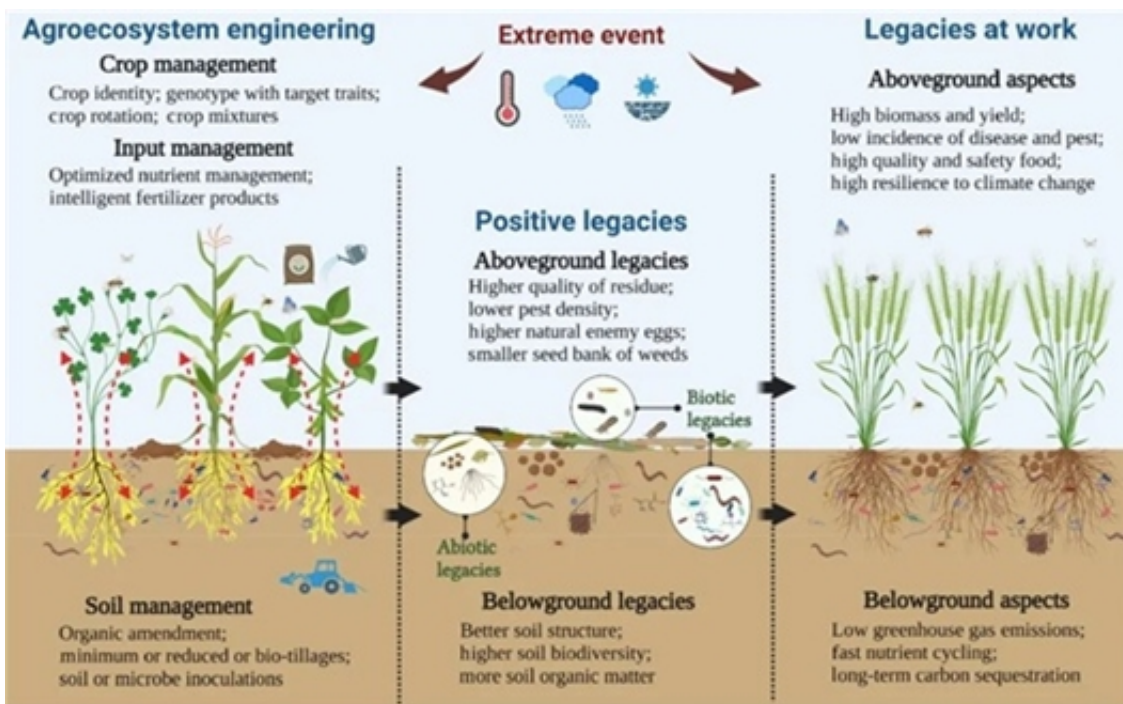 Agroecosystem engineering
Crop management
Crop identity; genotype with target traits;
crop rotation; crop mixtures
Input management
Optimized nutrient management;
intelligent fertilizer products
Soil management
Organic amendment;
minimum or reduced or bio-tillages;
soil or microbe inoculations
Extreme event
Positive legacies
Aboveground legacies
Higher quality of residue;
lower pest density;
higher natural enemy eggs;
smaller seed bank of weeds
Biotic
legacies
Abiotic
legacies
Belowground legacies
Better soil structure;
higher soil biodiversity;
more soil organic matter
Legacies at work
Aboveground aspects
High biomass and yield;
low incidence of disease and pest;
high quality and safety food;
high resilience to climate change
Belowground aspects
Low greenhouse gas emissions;
fast nutrient cycling;
long-term carbon sequestration